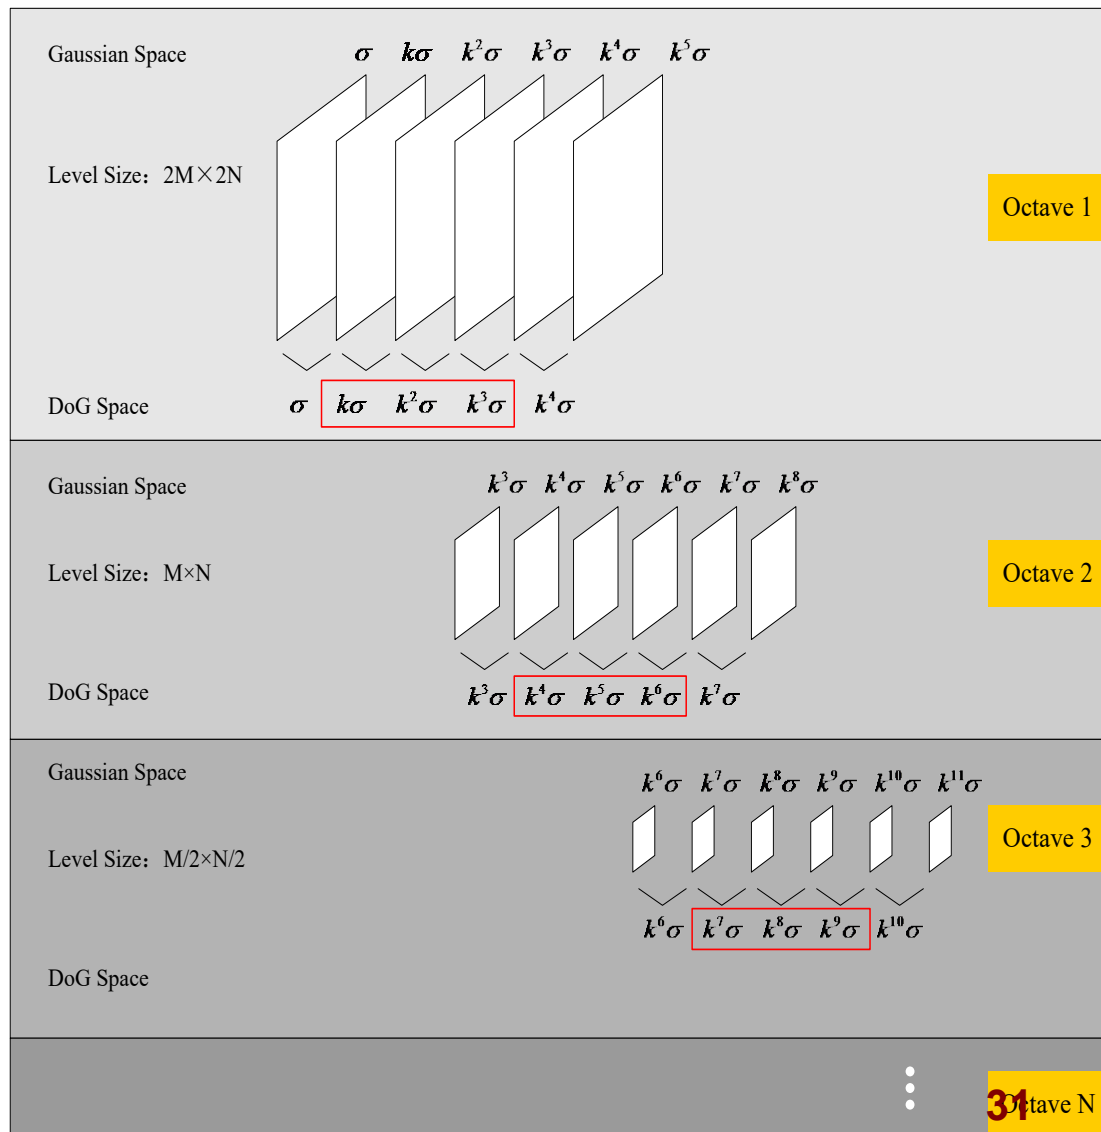 Gaussian Space σ kσ k²σ k³σ k⁴σ k⁵σ
Level Size：2M×2N
Octave 1
DoG Space σ kσ k²σ k³σ k⁴σ
Gaussian Space k³σ k⁴σ k⁵σ k⁶σ k⁷σ k⁸σ
Level Size：M×N
Octave 2
DoG Space k³σ k⁴σ k⁵σ k⁶σ k⁷σ
Gaussian Space k⁶σ k⁷σ k⁸σ k⁹σ k¹⁰σ k¹¹σ
Level Size：M/2×N/2
Octave 3
k⁶σ k⁷σ k⁸σ k⁹σ k¹⁰σ
DoG Space
Octave N
31